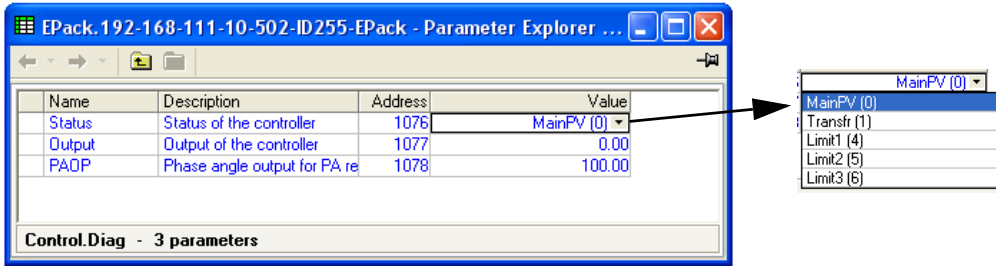 EPack.192-168-111-10-502-ID255-EPack - Parameter Explorer ...
Name Description Address Value
Status Status of the controller 1076 MainPV (0)
Output Output of the controller 1077 0.00
PAOP Phase angle output for PA re 1078 100.00
Control.Diag - 3 parameters
MainPV (0)
MainPV (0)
Transfr (1)
Limit1 (4)
Limit2 (5)
Limit3 (6)